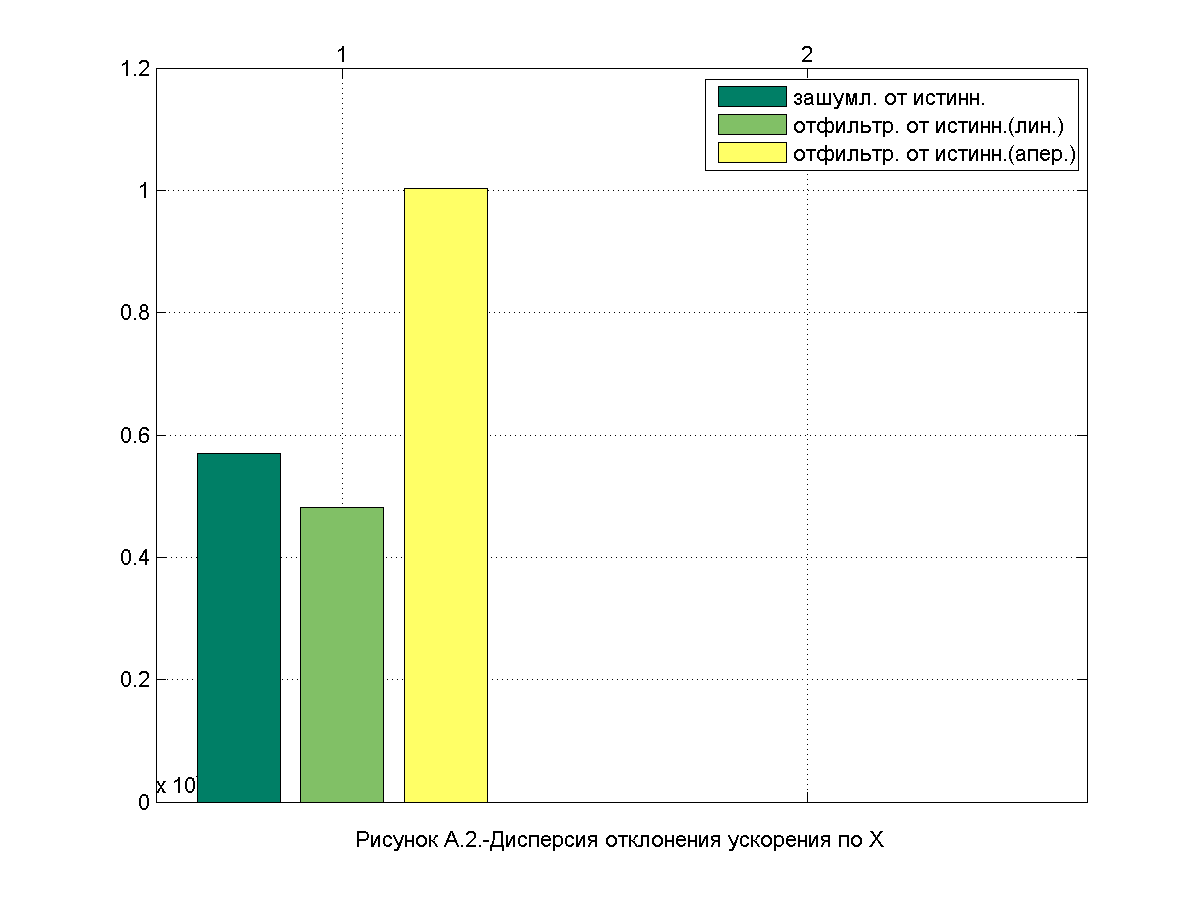 1 2
1.2
зашумл. от истинн.
отфильтр. от истинн.(лин.)
отфильтр. от истинн.(апер.)
1
0.8
0.6
0.4
0.2
x 10
0
Рисунок А.2.-Дисперсия отклонения ускорения по X